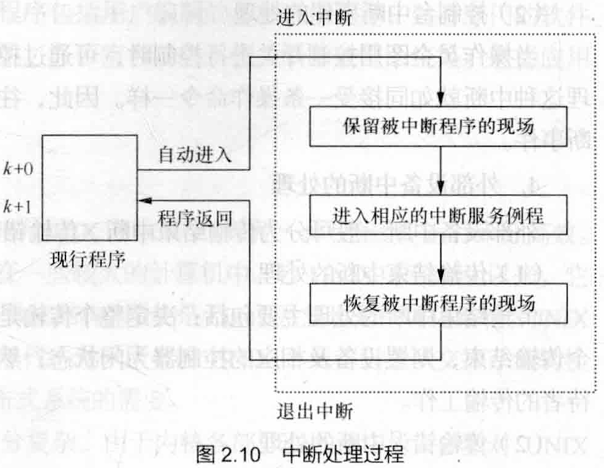 进入中断
保留被中断程序的现场
自动进入
k+0
k+1
程序返回
进入相应的中断服务例程
现行程序
恢复被中断程序的现场
退出中断
图 2.10 中断处理过程